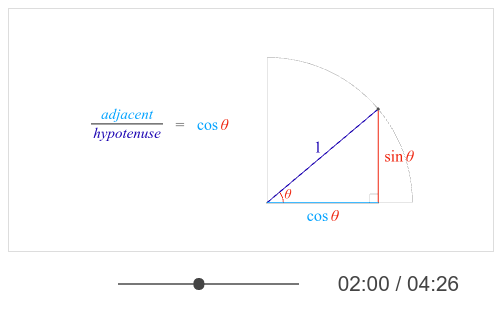 adjacent
hypotenuse
= cos θ
1
sin θ
θ
cos θ
02:00 / 04:26